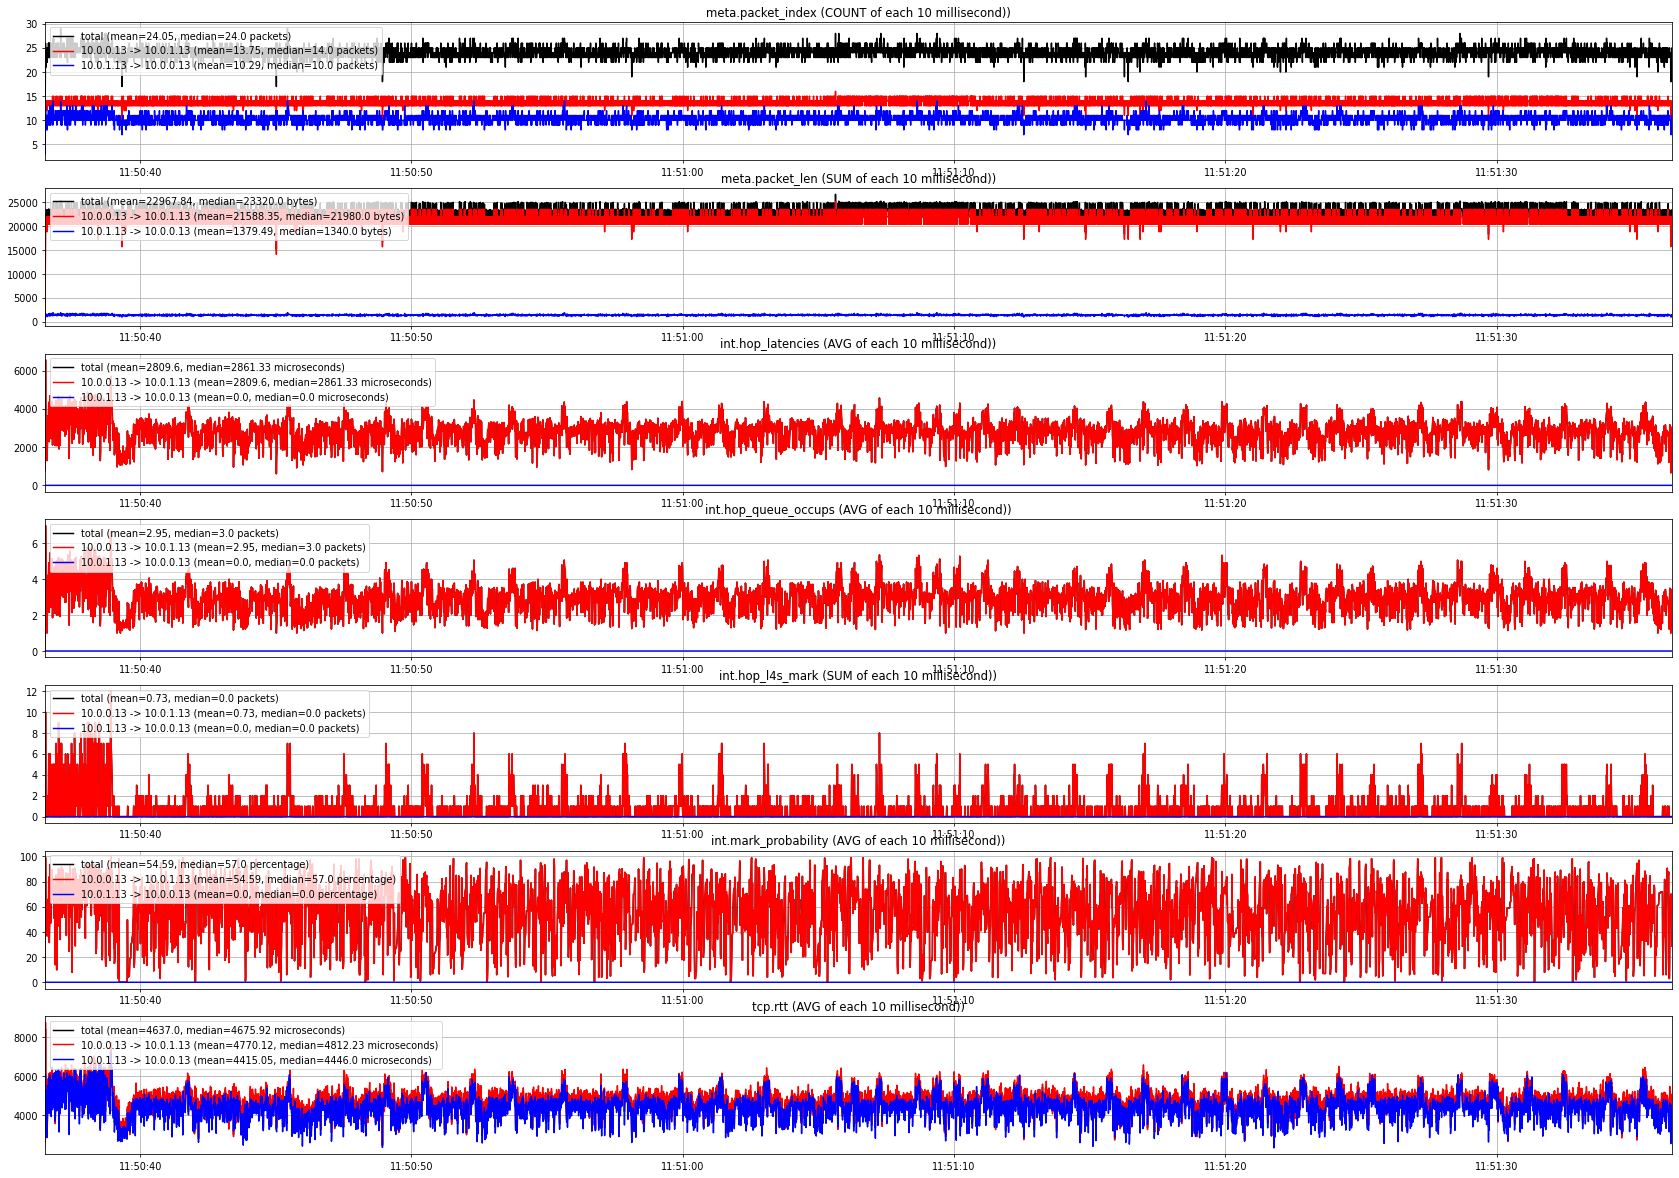 meta.packet_index (COUNT of each 10 millisecond))
30
25
20
15
10
5
total (mean=24.05, median=24.0 packets)
10.0.0.13 -> 10.0.1.13 (mean=13.75, median=14.0 packets)
10.0.1.13 -> 10.0.0.13 (mean=10.29, median=10.0 packets)
11:50:40 11:50:50 11:51:00 11:51:10 11:51:20 11:51:30
meta.packet_len (SUM of each 10 millisecond))
25000
20000
15000
10000
5000
0
total (mean=22967.84, median=23320.0 bytes)
10.0.0.13 -> 10.0.1.13 (mean=21588.35, median=21980.0 bytes)
10.0.1.13 -> 10.0.0.13 (mean=1379.49, median=1340.0 bytes)
11:50:40 11:50:50 11:51:00 11:51:10 11:51:20 11:51:30
int.hop_latencies (AVG of each 10 millisecond))
6000
4000
2000
0
total (mean=2809.6, median=2861.33 microseconds)
10.0.0.13 -> 10.0.1.13 (mean=2809.6, median=2861.33 microseconds)
10.0.1.13 -> 10.0.0.13 (mean=0.0, median=0.0 microseconds)
11:50:40 11:50:50 11:51:00 11:51:10 11:51:20 11:51:30
int.hop_queue_occups (AVG of each 10 millisecond))
6
4
2
0
total (mean=2.95, median=3.0 packets)
10.0.0.13 -> 10.0.1.13 (mean=2.95, median=3.0 packets)
10.0.1.13 -> 10.0.0.13 (mean=0.0, median=0.0 packets)
11:50:40 11:50:50 11:51:00 11:51:10 11:51:20 11:51:30
int.hop_l4s_mark (SUM of each 10 millisecond))
12
10
8
6
4
2
0
total (mean=0.73, median=0.0 packets)
10.0.0.13 -> 10.0.1.13 (mean=0.73, median=0.0 packets)
10.0.1.13 -> 10.0.0.13 (mean=0.0, median=0.0 packets)
11:50:40 11:50:50 11:51:00 11:51:10 11:51:20 11:51:30
int.mark_probability (AVG of each 10 millisecond))
100
80
60
40
20
0
total (mean=54.59, median=57.0 percentage)
10.0.0.13 -> 10.0.1.13 (mean=54.59, median=57.0 percentage)
10.0.1.13 -> 10.0.0.13 (mean=0.0, median=0.0 percentage)
11:50:40 11:50:50 11:51:00 11:51:10 11:51:20 11:51:30
tcp.rtt (AVG of each 10 millisecond))
8000
6000
4000
total (mean=4637.0, median=4675.92 microseconds)
10.0.0.13 -> 10.0.1.13 (mean=4770.12, median=4812.23 microseconds)
10.0.1.13 -> 10.0.0.13 (mean=4415.05, median=4446.0 microseconds)
11:50:40 11:50:50 11:51:00 11:51:10 11:51:20 11:51:30